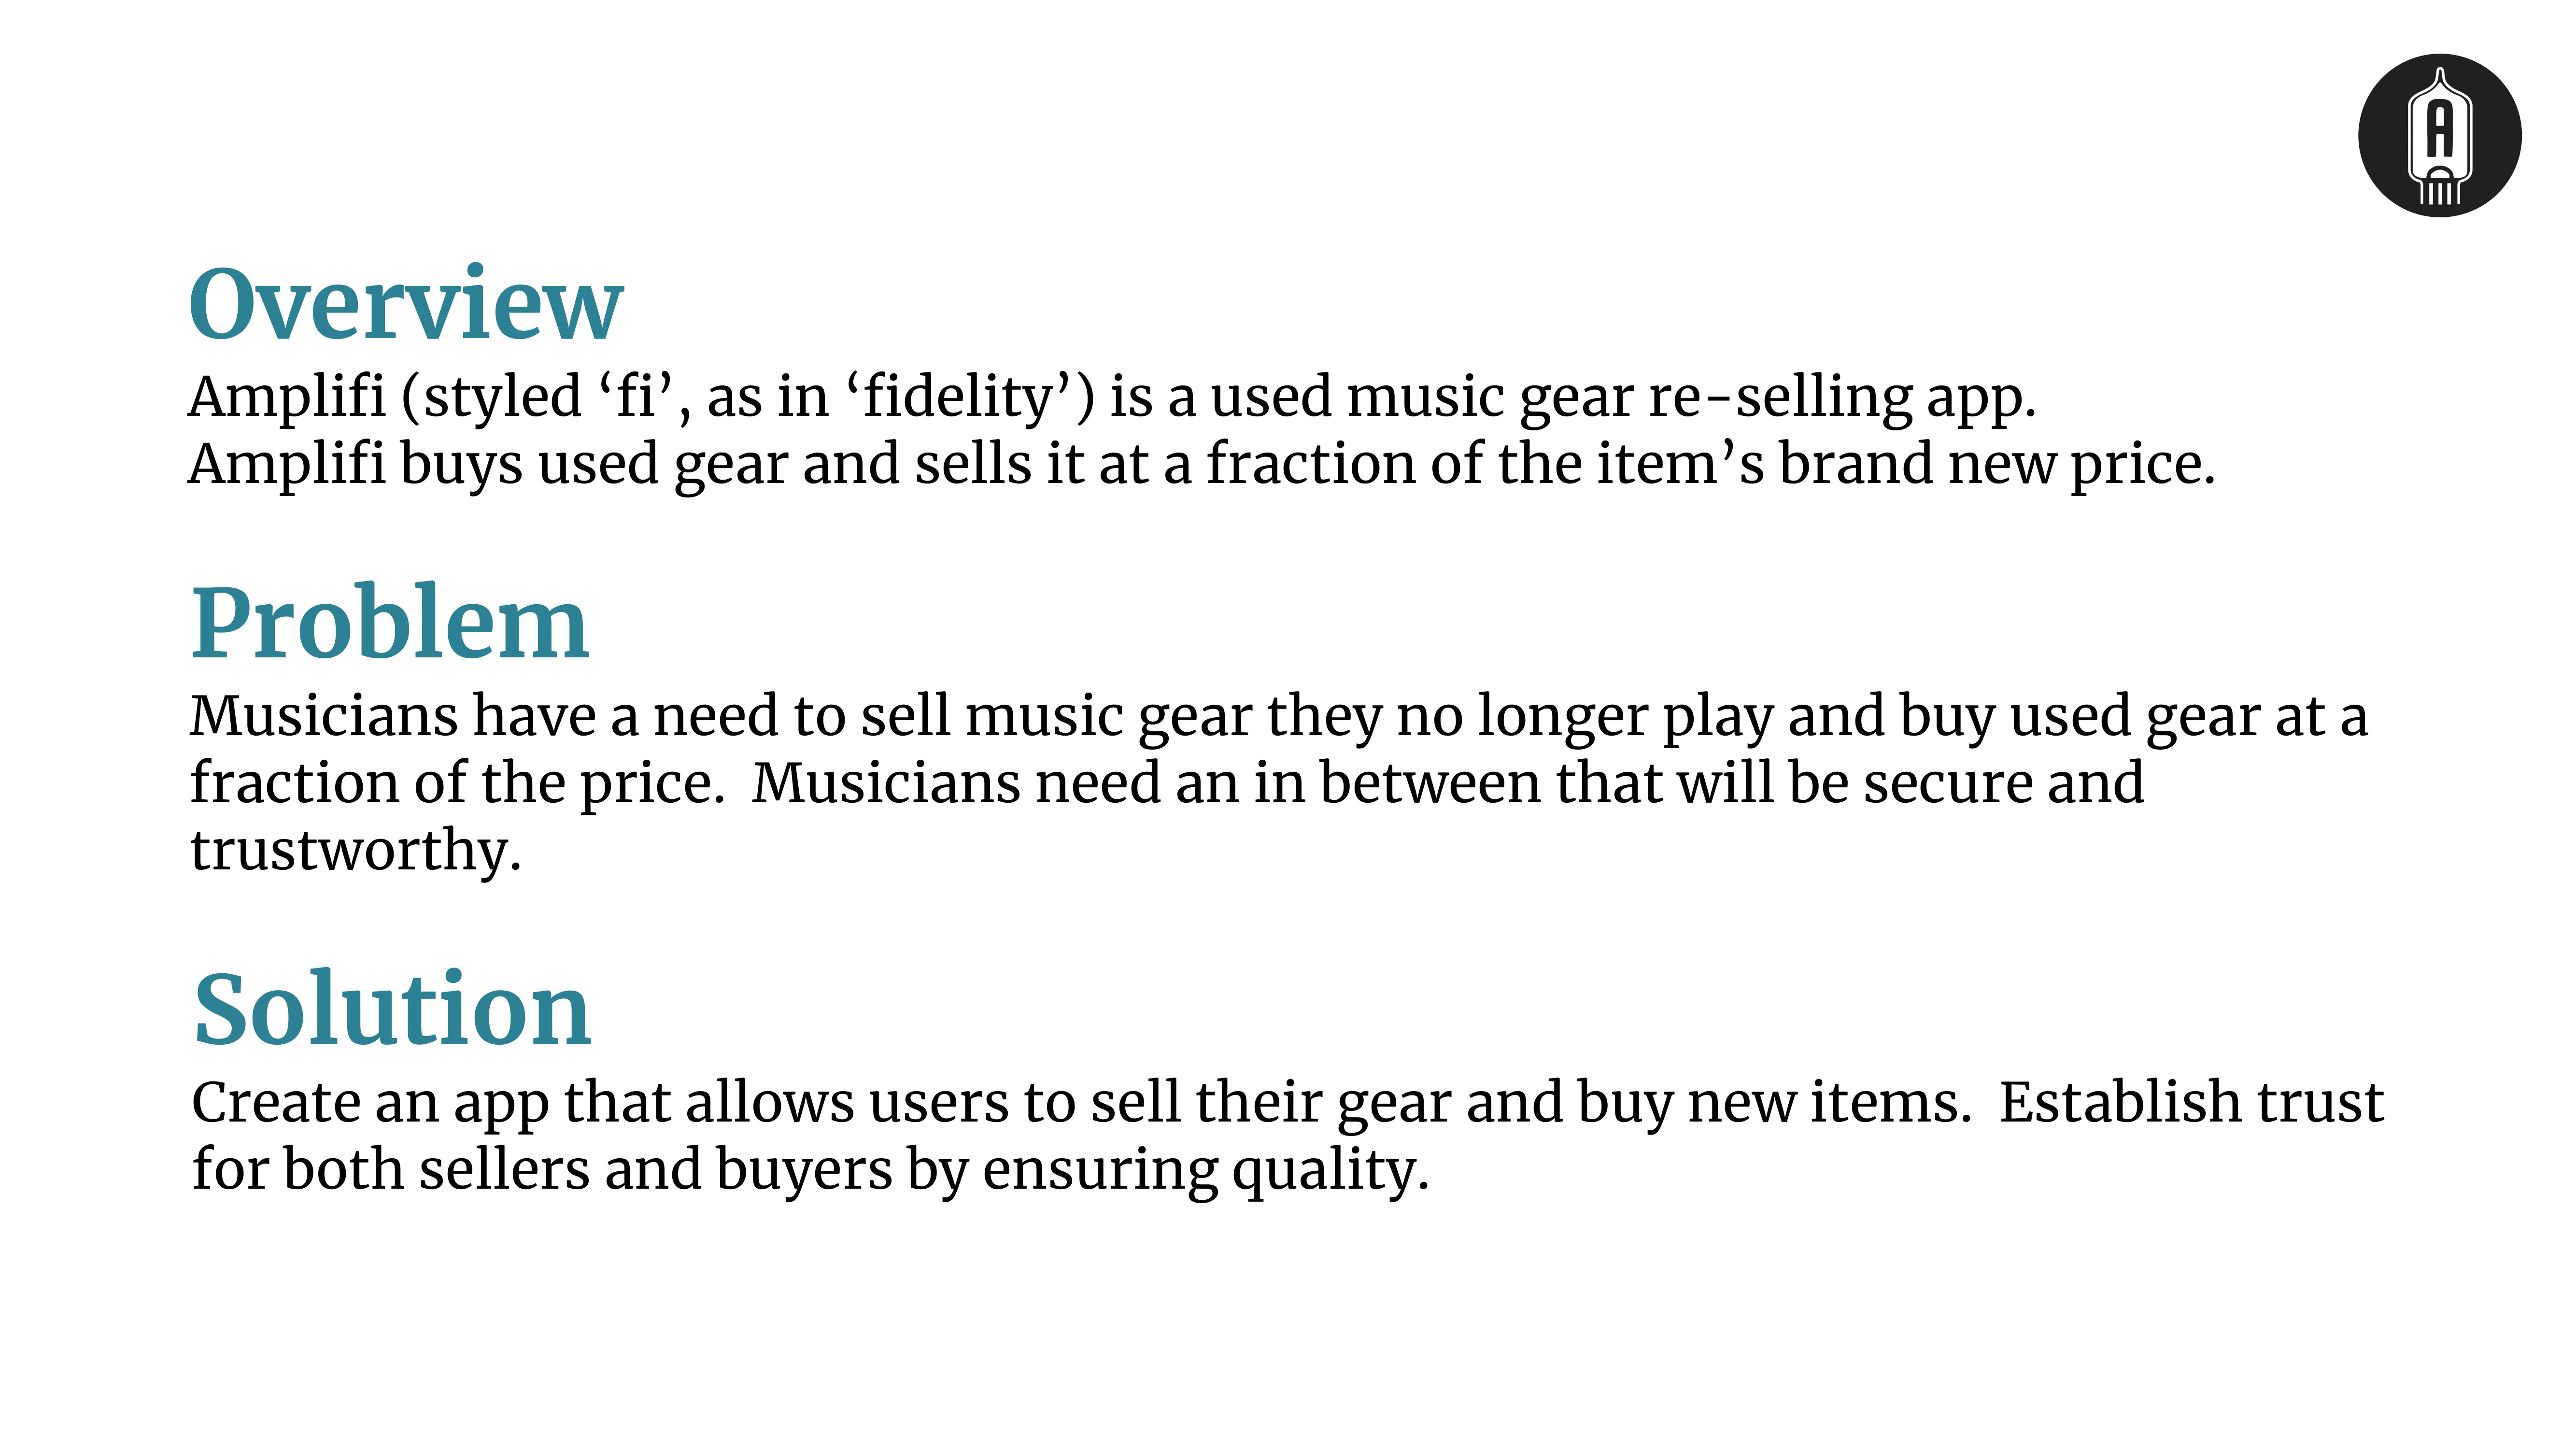 A
Overview
Amplifi (styled ‘fi’, as in ‘fidelity’) is a used music gear re-selling app.
Amplifi buys used gear and sells it at a fraction of the item’s brand new price.
Problem
Musicians have a need to sell music gear they no longer play and buy used gear at a
fraction of the price.  Musicians need an in between that will be secure and
trustworthy.
Solution
Create an app that allows users to sell their gear and buy new items.  Establish trust
for both sellers and buyers by ensuring quality.